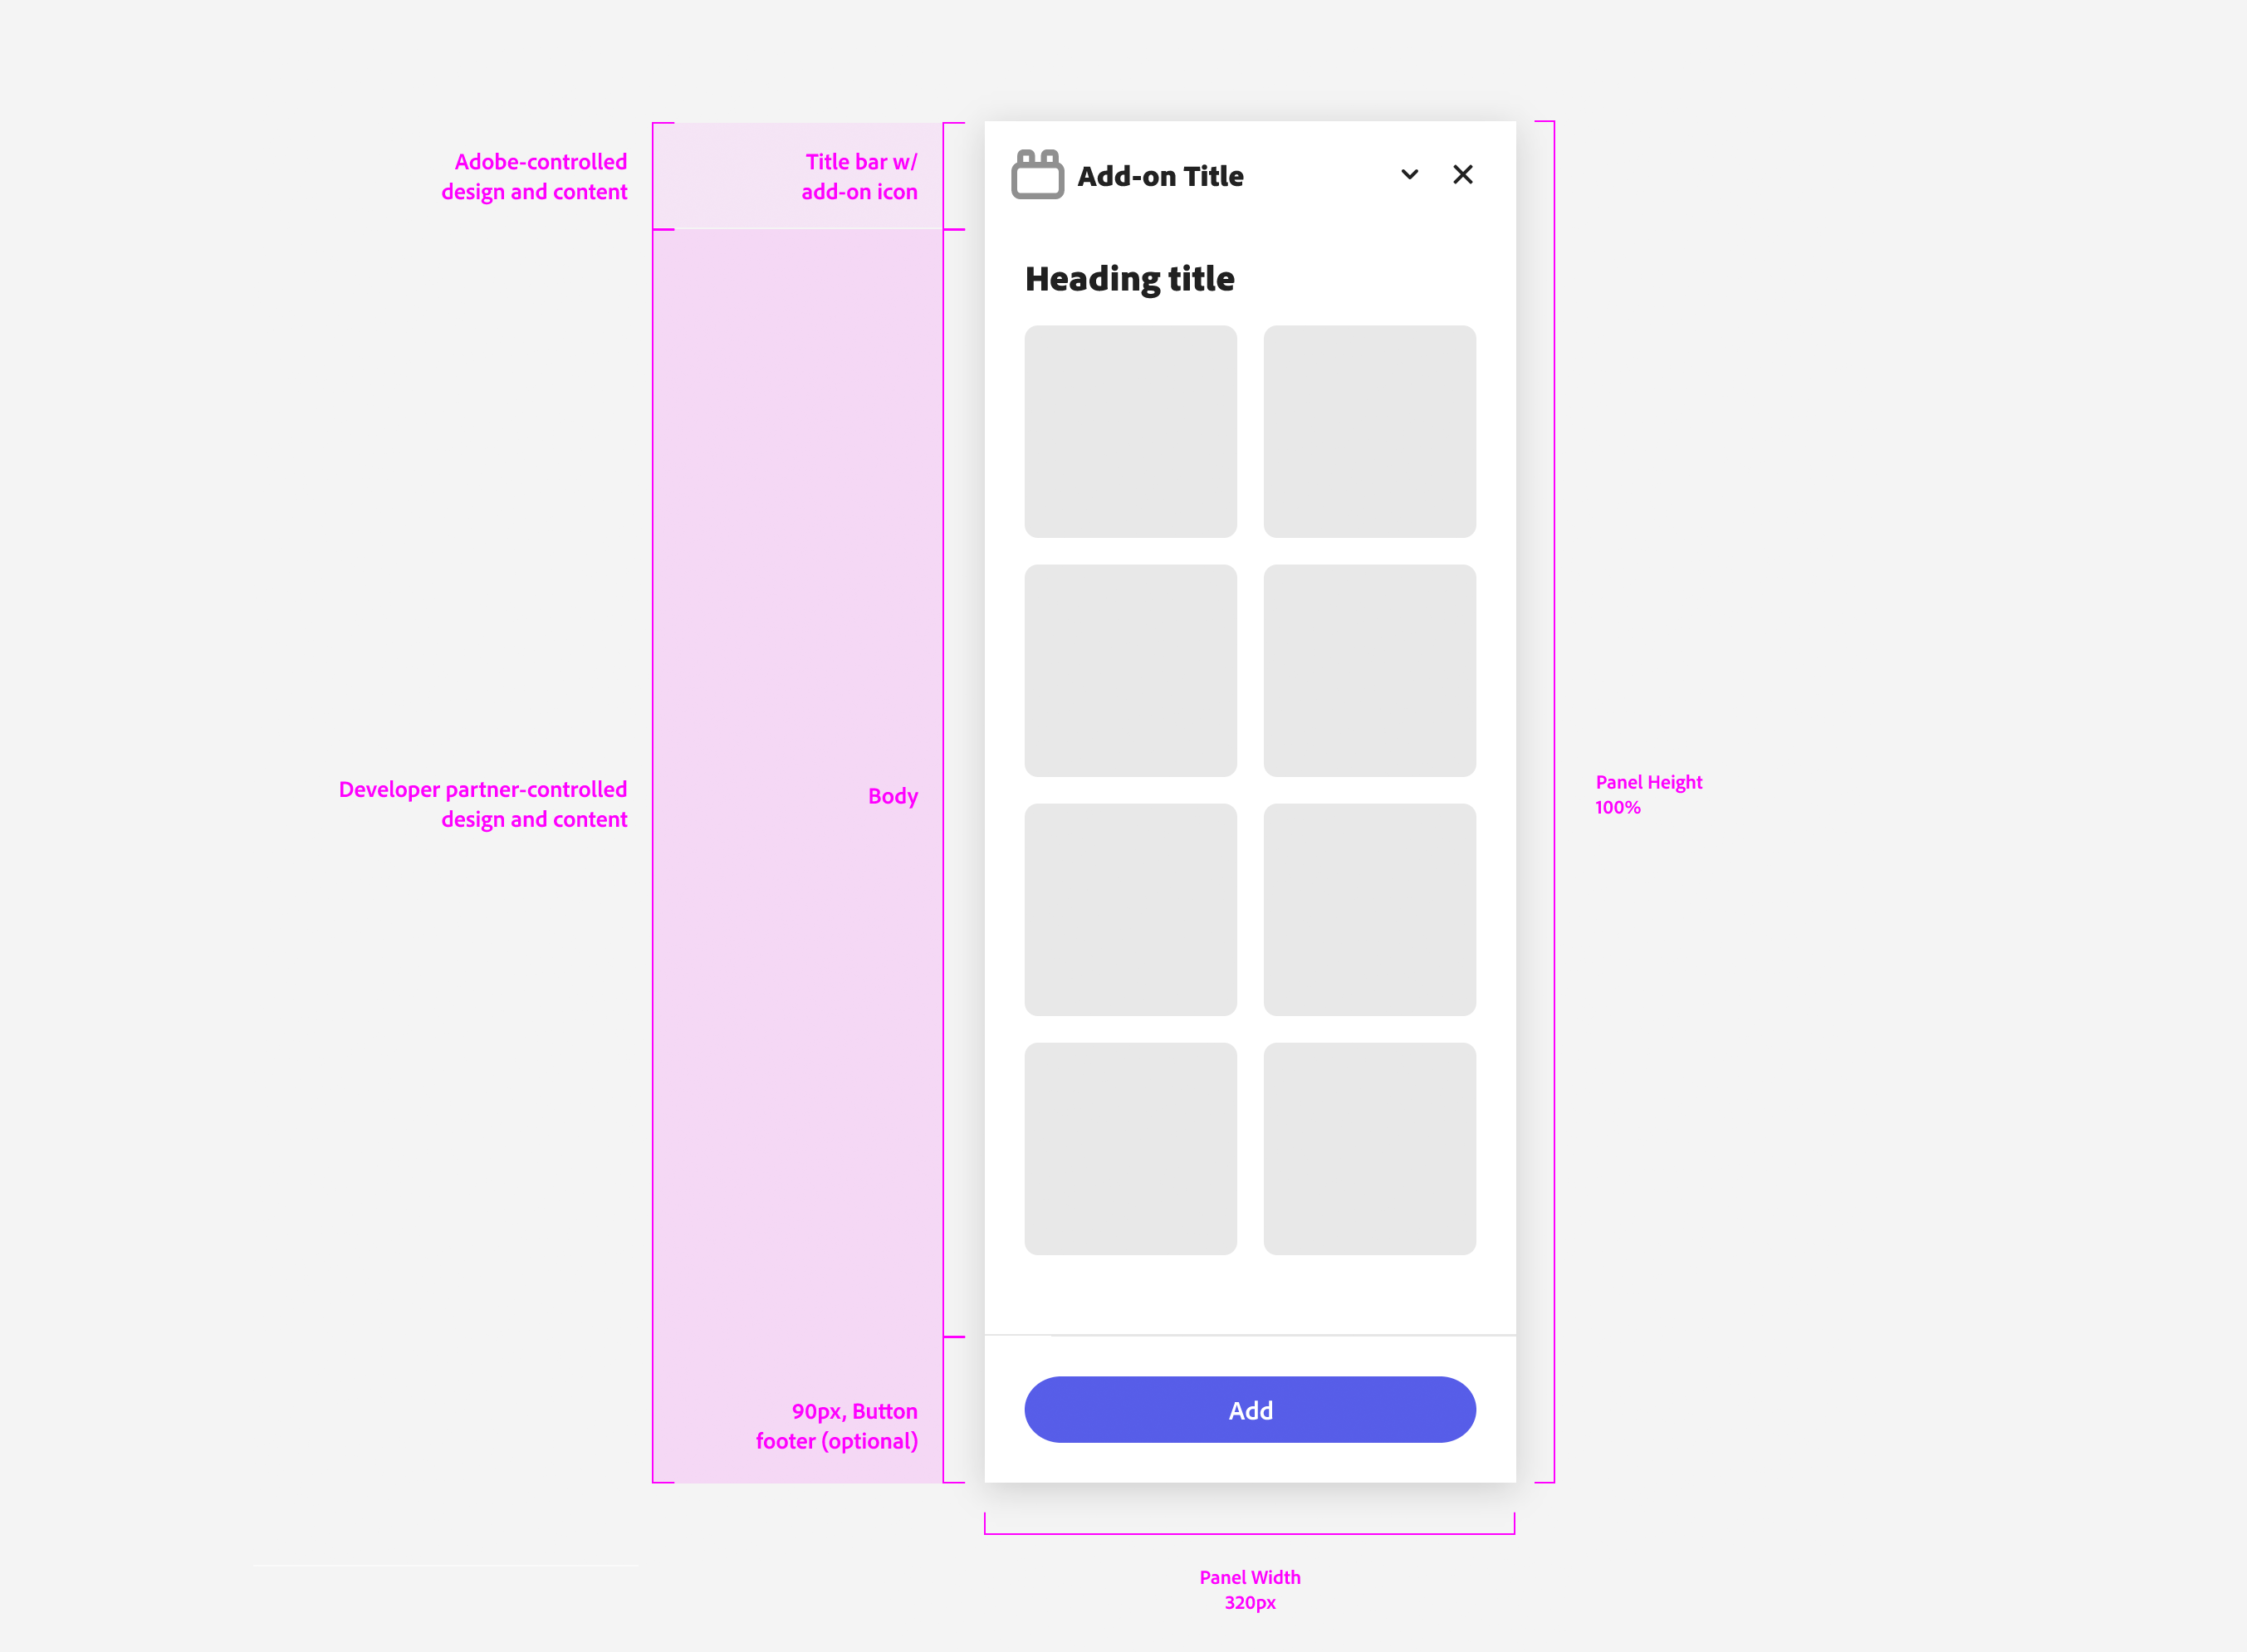 Adobe-controlled
design and content
Title bar w/
add-on icon
Add-on Title
Heading title
Developer partner-controlled
design and content
Body
Panel Height
100%
90px, Button
footer (optional)
Add
Panel Width
320px